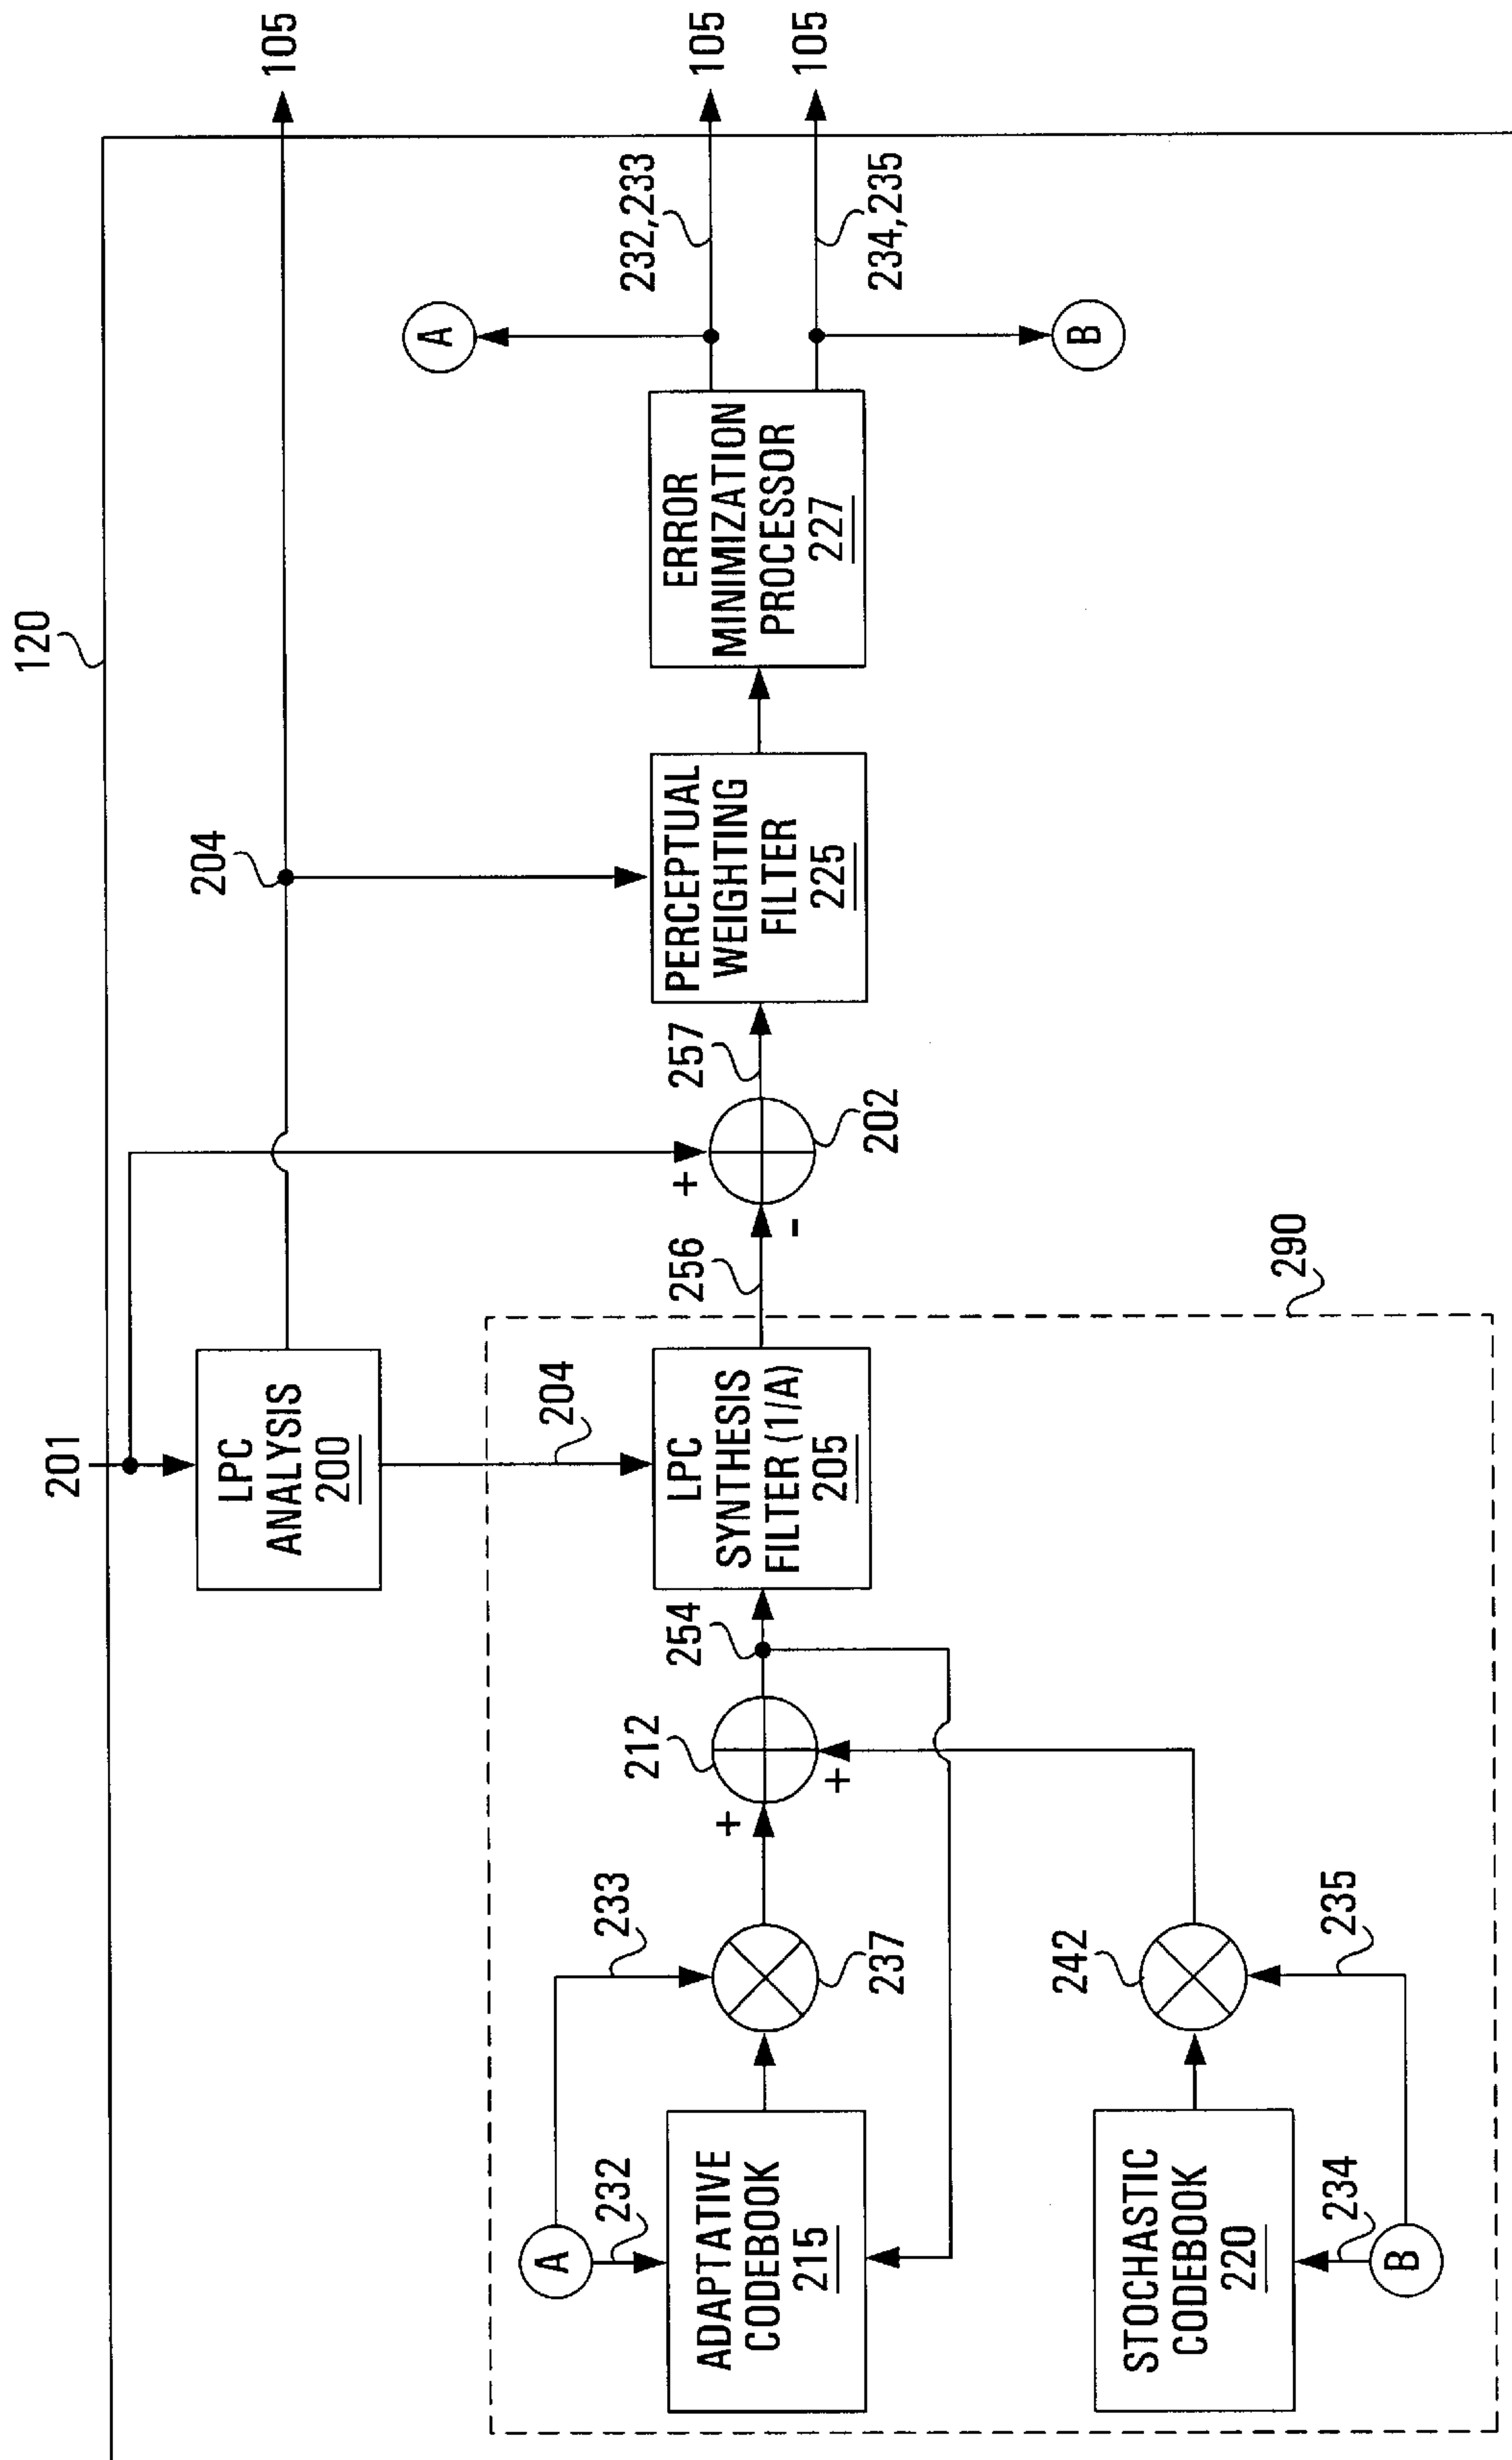 120
201
LPC
ANALYSIS
200
204
105
204
LPC
SYNTHESIS
FILTER (1/A)
205
256
+
-
202
257
PERCEPTUAL
WEIGHTING
FILTER
225
ERROR
MINIMIZATION
PROCESSOR
227
A
232,233
105
234,235
105
B
290
A
232
233
ADAPTATIVE
CODEBOOK
215
237
+
212
+
254
STOCHASTIC
CODEBOOK
220
242
234
235
B